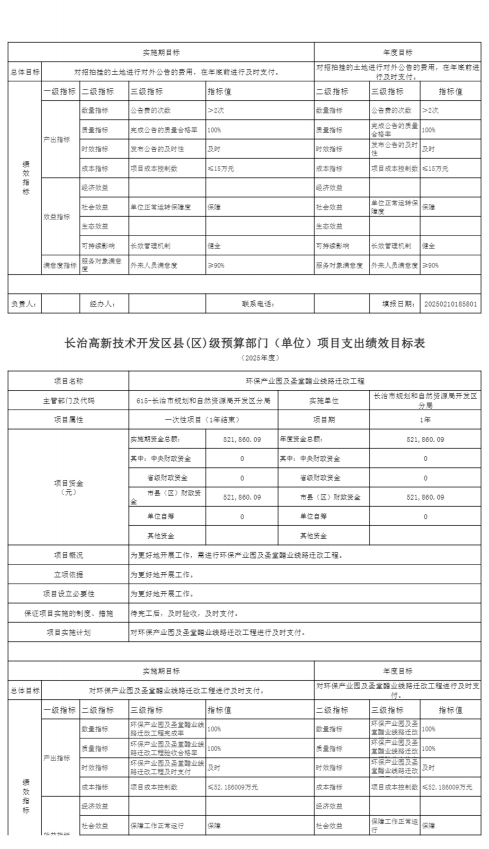 实施期目标 年度目标
总体目标 对招拍挂的土地进行对外公告的费用，在年底前进行及时支付。 对招拍挂的土地进行对外公告的费用，在年底前进行及时支付。
绩效指标 一级指标 二级指标 三级指标 指标值 二级指标 三级指标 指标值
产出指标 数量指标 公告费的次数 >2次 数量指标 公告费的次数 >2次
质量指标 完成公告的质量合格率 100% 质量指标 完成公告的质量合格率 100%
时效指标 发布公告的及时性 及时 时效指标 发布公告的及时性 及时
成本指标 项目成本控制数 ≤15万元 成本指标 项目成本控制数 ≤15万元
效益指标 经济效益 经济效益
社会效益 单位正常运转保障度 保障 社会效益 单位正常运转保障度 保障
生态效益 生态效益
可持续影响 长效管理机制 健全 可持续影响 长效管理机制 健全
满意度指标 服务对象满意度 外来人员满意度 ≥90% 服务对象满意度 外来人员满意度 ≥90%
负责人： 经办人： 联系电话： 填报日期： 20250210185801
长治高新技术开发区县(区)级预算部门（单位）项目支出绩效目标表
（2025年度）
项目名称 环保产业园及圣堂醋业线路迁改工程
主管部门及代码 615-长治市规划和自然资源局开发区分局 实施单位 长治市规划和自然资源局开发区分局
项目属性 一次性项目（1年结束） 项目期 1年
项目资金（元） 实施期资金总额： 521,860.09 年度资金总额： 521,860.09
其中：中央财政资金 0 其中：中央财政资金 0
省级财政资金 0 省级财政资金 0
市县（区）财政资金 521,860.09 市县（区）财政资金 521,860.09
单位自筹 0 单位自筹 0
其他资金 其他资金
项目概况 为更好地开展工作，需进行环保产业园及圣堂醋业线路迁改工程。
立项依据 为更好地开展工作。
项目设立必要性 为更好地开展工作。
保证项目实施的制度、措施 待完工后，及时验收，及时支付。
项目实施计划 对环保产业园及圣堂醋业线路迁改工程进行及时支付。
实施期目标 年度目标
总体目标 对环保产业园及圣堂醋业线路迁改工程进行及时支付。 对环保产业园及圣堂醋业线路迁改工程进行及时支付。
绩效指标 一级指标 二级指标 三级指标 指标值 二级指标 三级指标 指标值
产出指标 数量指标 环保产业园及圣堂醋业线路迁改工程完成率 100% 数量指标 环保产业园及圣堂醋业线路迁改 100%
质量指标 环保产业园及圣堂醋业线路迁改工程验收合格率 100% 质量指标 环保产业园及圣堂醋业线路迁改 100%
时效指标 环保产业园及圣堂醋业线路迁改工程及时支付 及时 时效指标 环保产业园及圣堂醋业线路迁改 及时
成本指标 项目成本控制数 ≤52.186009万元 成本指标 项目成本控制数 ≤52.186009万元
经济效益 经济效益
社会效益 保障工作正常运行 保障 社会效益 保障工作正常运行 保障